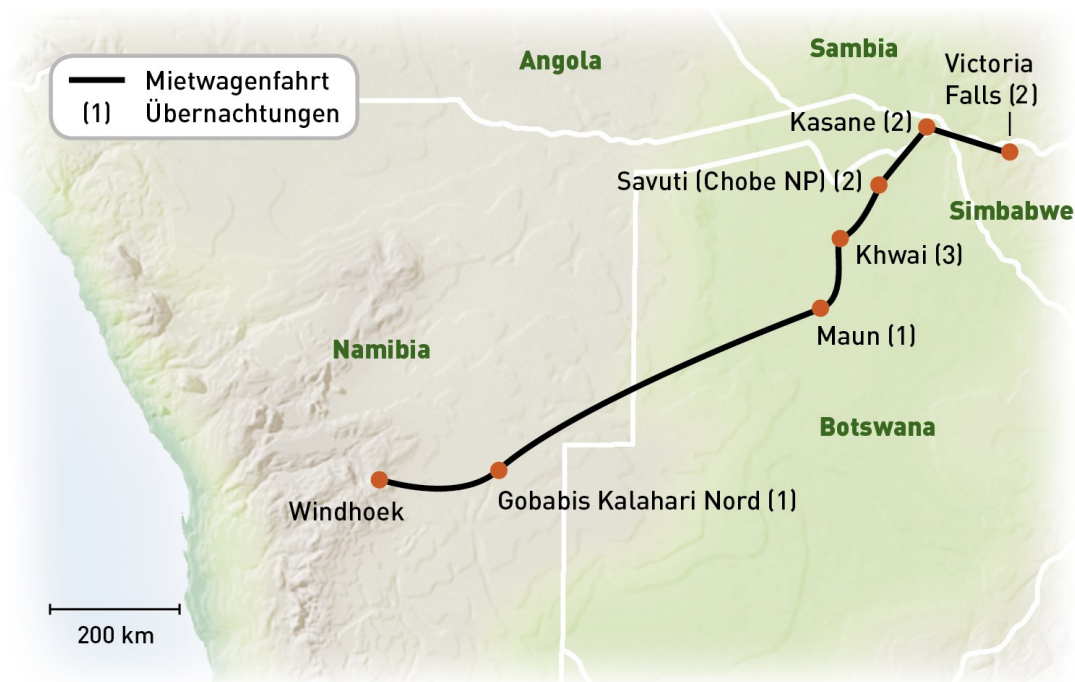 Mietwagenfahrt
(1) Übernachtungen
Angola
Sambia
Victoria
Falls (2)
Kasane (2)
Savuti (Chobe NP) (2)
Simbabwe
Khwai (3)
Maun (1)
Namibia
Botswana
Gobabis Kalahari Nord (1)
Windhoek
200 km